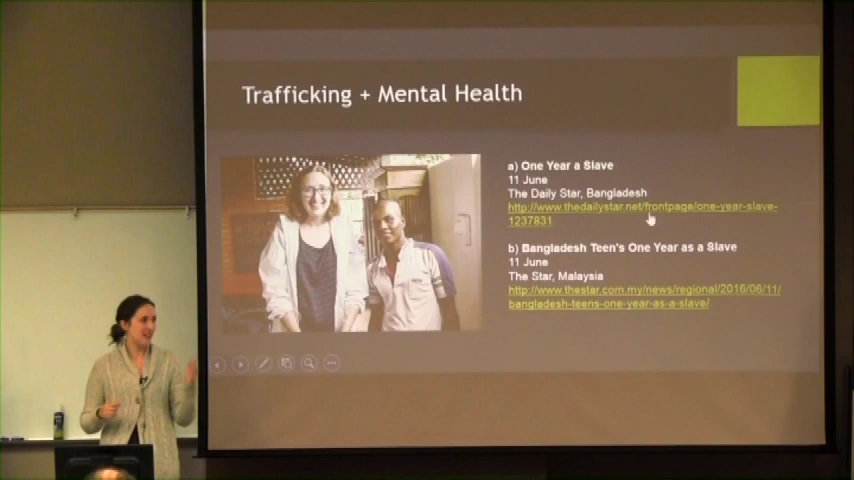 Trafficking + Mental Health
a) One Year a Slave
11 June
The Daily Star, Bangladesh
http://www.thedailystar.net/frontpage/one-year-slave-
1237831
b) Bangladesh Teen's One Year as a Slave
11 June
The Star, Malaysia
http://www.thestar.com.my/news/regional/2016/06/11/
bangladesh-teens-one-year-as-a-slave/